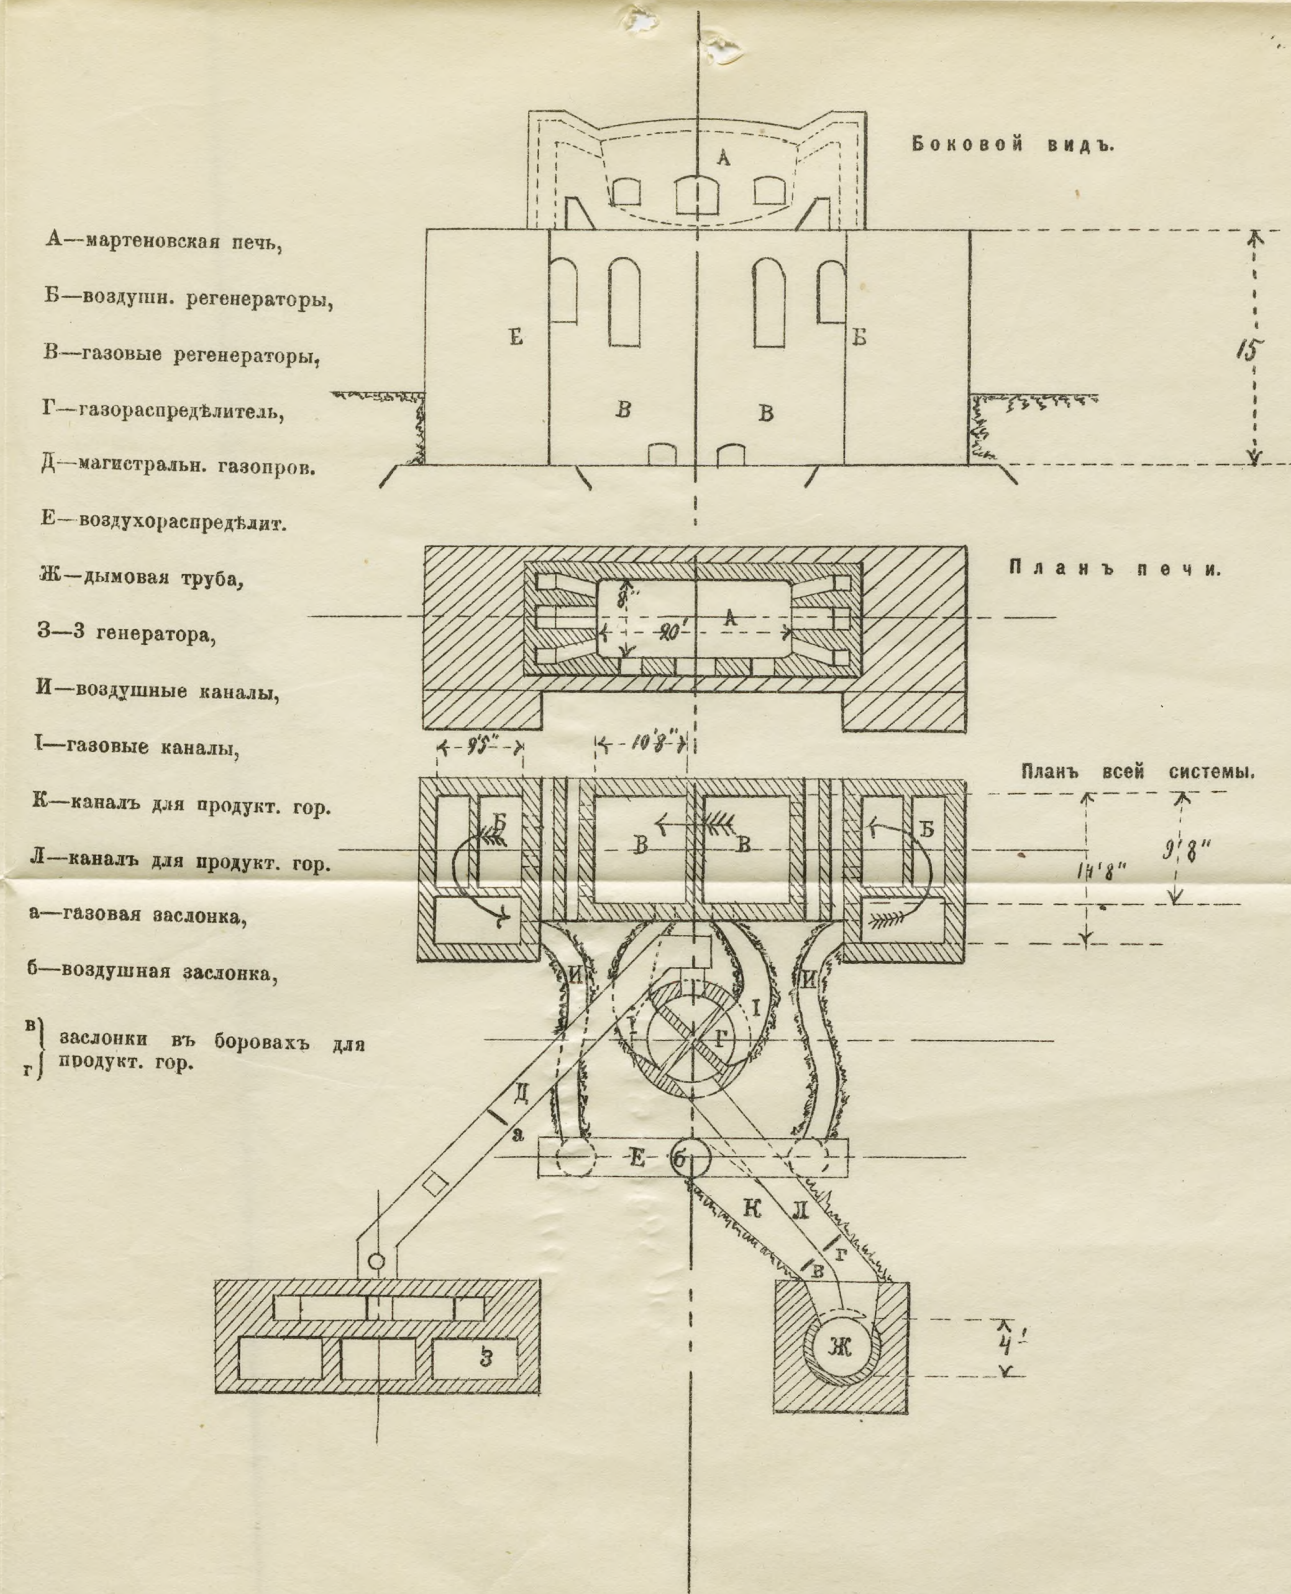 Боковой видъ.
А
А—мартеновская печь,
Б—воздушн. регенераторы,
В—газовые регенераторы,
Г—газораспредѣлитель,
Д—магистральн. газопров.
Е—воздухораспредѣлит.
Ж—дымовая труба,
З—3 генератора,
И—воздушные каналы,
І—газовые каналы,
К—каналъ для продукт. гор.
Л—каналъ для продукт. гор.
а—газовая заслонка,
б—воздушная заслонка,
в
г
заслонки въ боровахъ для
продукт. гор.
Е
Б
В
В
15
Планъ печи.
8''
20'
А
9'5''
10'8''
Планъ всей системы.
Б
В
В
Б
9'8''
14'8''
И
И
І
І
Г
Д
а
Е
б
К
Л
г
в
З
Ж
4'